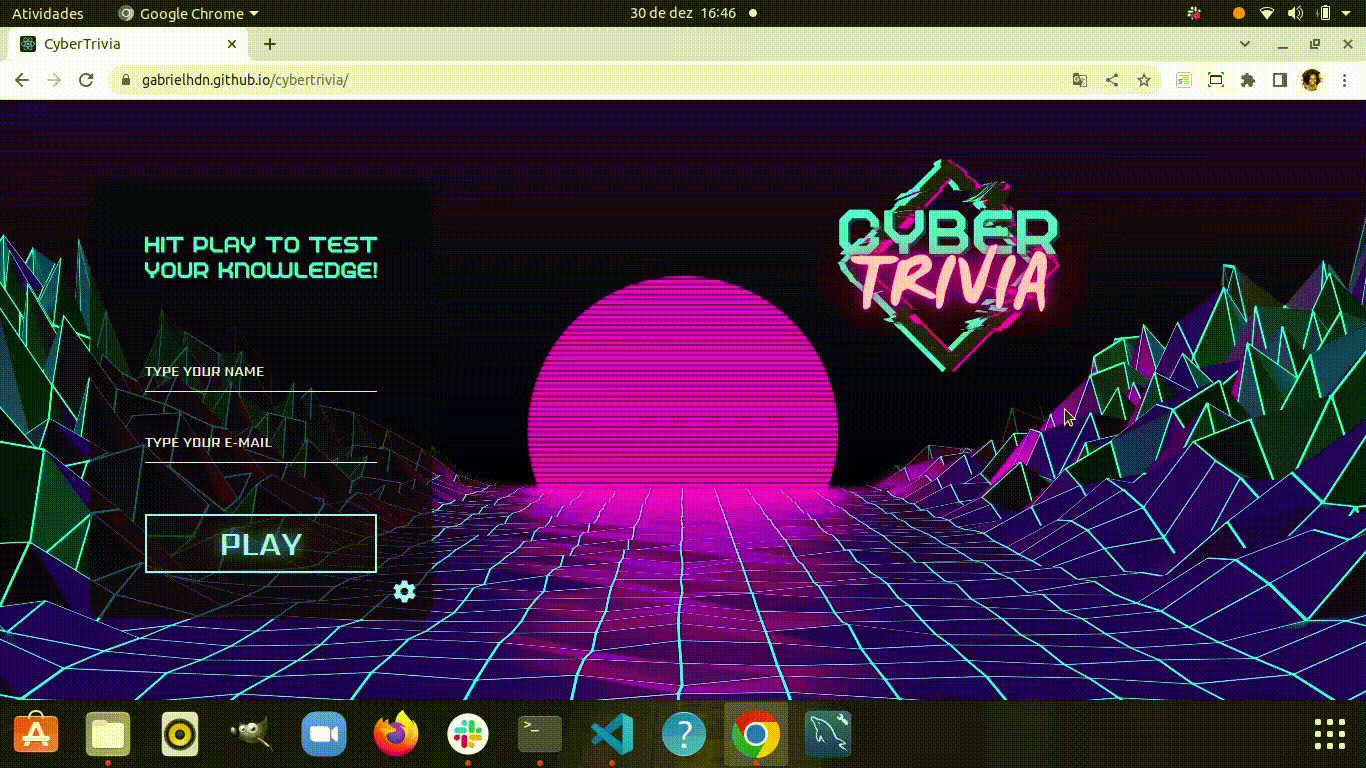 Atividades
Google Chrome
30 de dez 16:46
CyberTrivia
gabrielhdn.github.io/cybertrivia/
CYBER
TRIVIA
HIT PLAY TO TEST
YOUR KNOWLEDGE!
TYPE YOUR NAME
TYPE YOUR E-MAIL
PLAY
>_
?